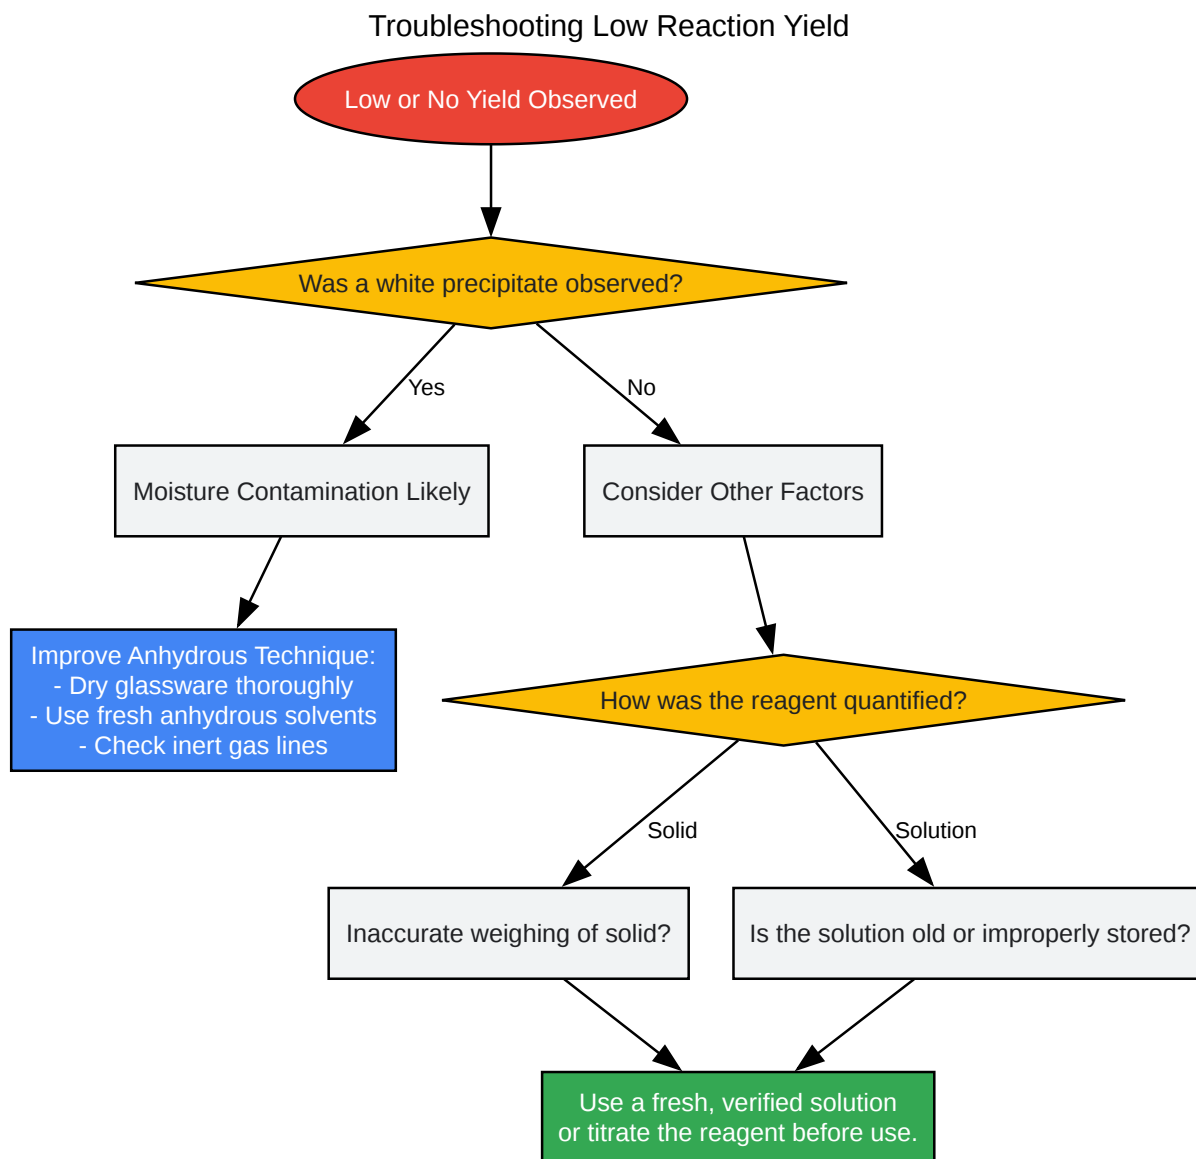 Troubleshooting Low Reaction Yield
Low or No Yield Observed
Was a white precipitate observed?
Yes
No
Moisture Contamination Likely
Consider Other Factors
Improve Anhydrous Technique:
- Dry glassware thoroughly
- Use fresh anhydrous solvents
- Check inert gas lines
How was the reagent quantified?
Solid
Solution
Inaccurate weighing of solid?
Is the solution old or improperly stored?
Use a fresh, verified solution
or titrate the reagent before use.